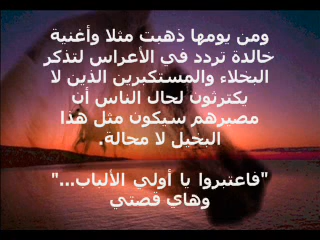 ومن يومها ذهبت مثلا وأغنية
خالدة تردد في الأعراس لتذكر
البخلاء والمستكبرين الذين لا
يكترثون لحال الناس أن
مصيرهم سيكون مثل هذا
البخيل لا محالة.
"فاعتبروا يا أولي الألباب..."
وهاي قصتي